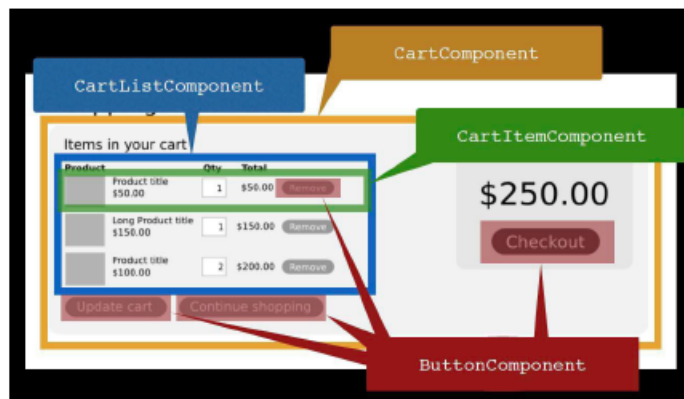 CartComponent
CartListComponent
CartItemComponent
Items in your cart
Product Qty Total
Product title
$50.00
1 $50.00 Remove
Long Product title
$150.00
1 $150.00 Remove
Product title
$100.00
2 $200.00 Remove
Update cart Continue shopping
$250.00
Checkout
ButtonComponent